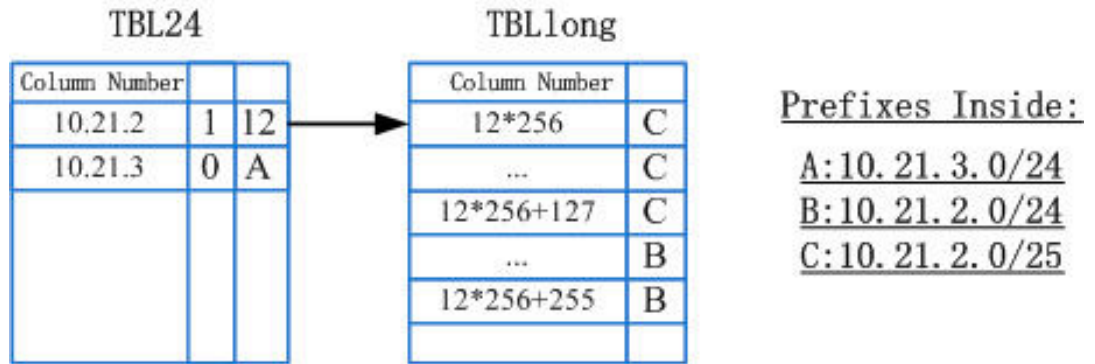 TBL24
Column Number
10.21.2 1 12
10.21.3 0 A
TBLlong
Column Number
12*256 C
... C
12*256+127 C
... B
12*256+255 B
Prefixes Inside:
A:10.21.3.0/24
B:10.21.2.0/24
C:10.21.2.0/25